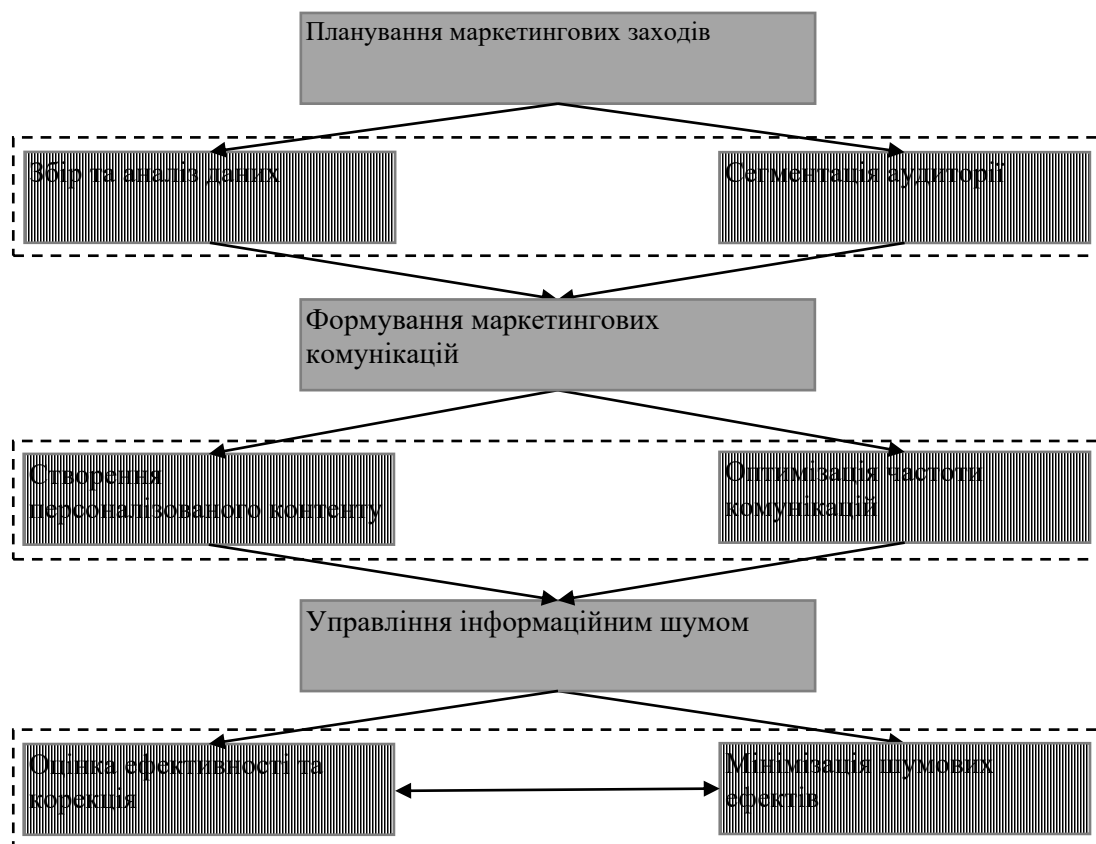 Планування маркетингових заходів
Збір та аналіз даних
Сегментація аудиторії
Формування маркетингових
комунікацій
Створення
персоналізованого контенту
Оптимізація частоти
комунікацій
Управління інформаційним шумом
Оцінка ефективності та
корекція
Мінімізація шумових
ефектів